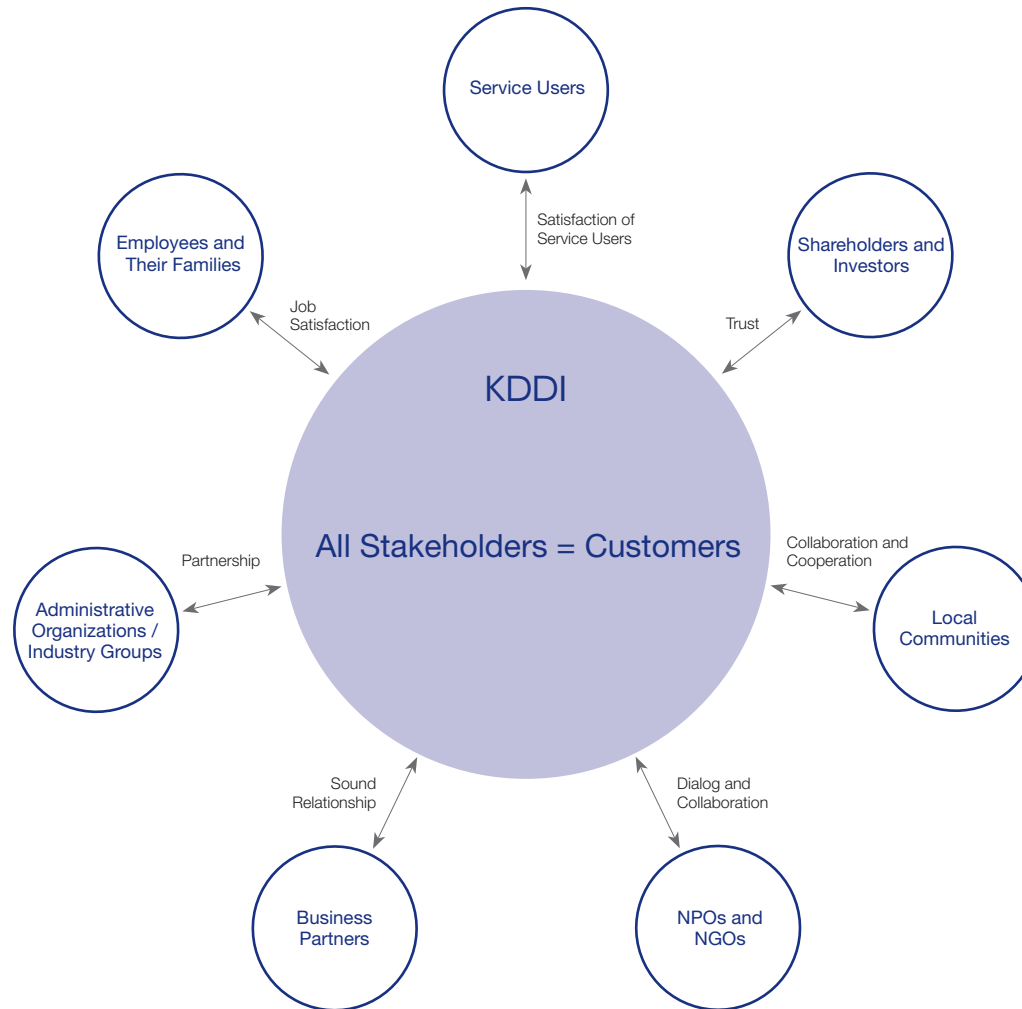 Service Users
Satisfaction of
Service Users
Employees and
Their Families
Shareholders and
Investors
Job
Satisfaction
Trust
KDDI
All Stakeholders = Customers
Partnership
Collaboration and
Cooperation
Administrative
Organizations /
Industry Groups
Local
Communities
Sound
Relationship
Dialog and
Collaboration
Business
Partners
NPOs and
NGOs